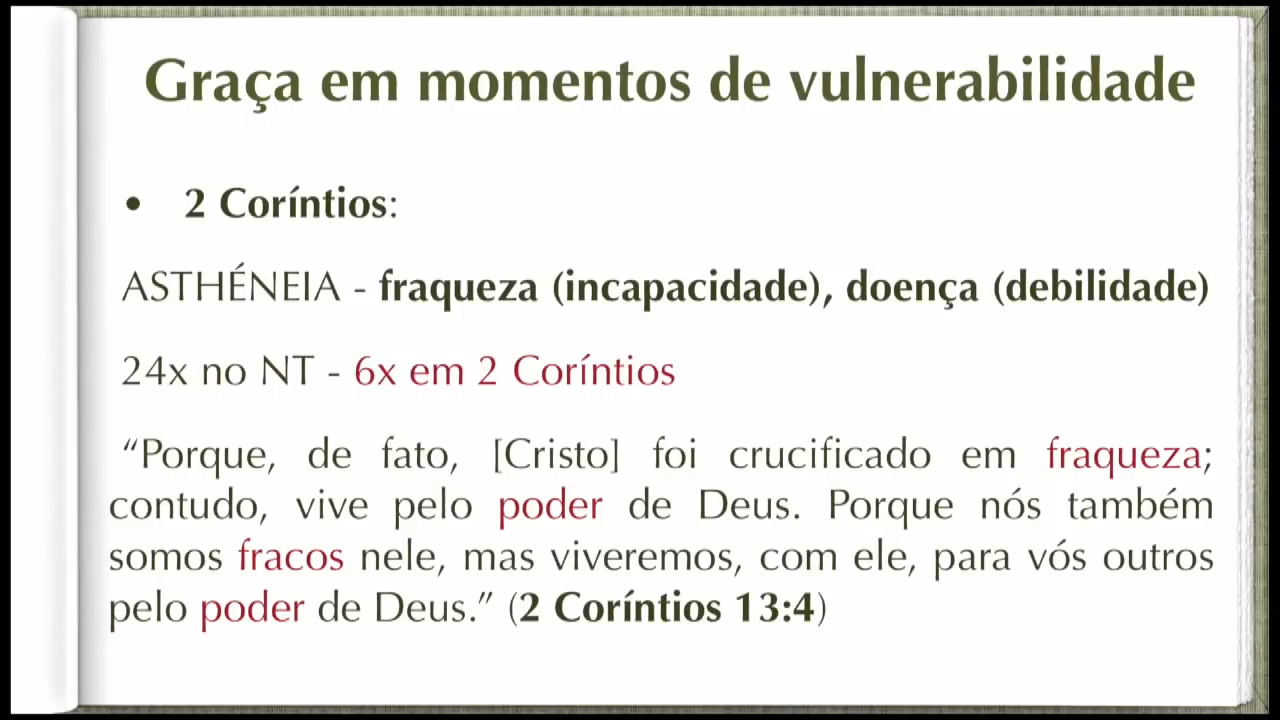 Graça em momentos de vulnerabilidade
• 2 Coríntios:
ASTHÉNEIA - fraqueza (incapacidade), doença (debilidade)
24x no NT - 6x em 2 Coríntios
“Porque, de fato, [Cristo] foi crucificado em fraqueza;
contudo, vive pelo poder de Deus. Porque nós também
somos fracos nele, mas viveremos, com ele, para vós outros
pelo poder de Deus.” (2 Coríntios 13:4)